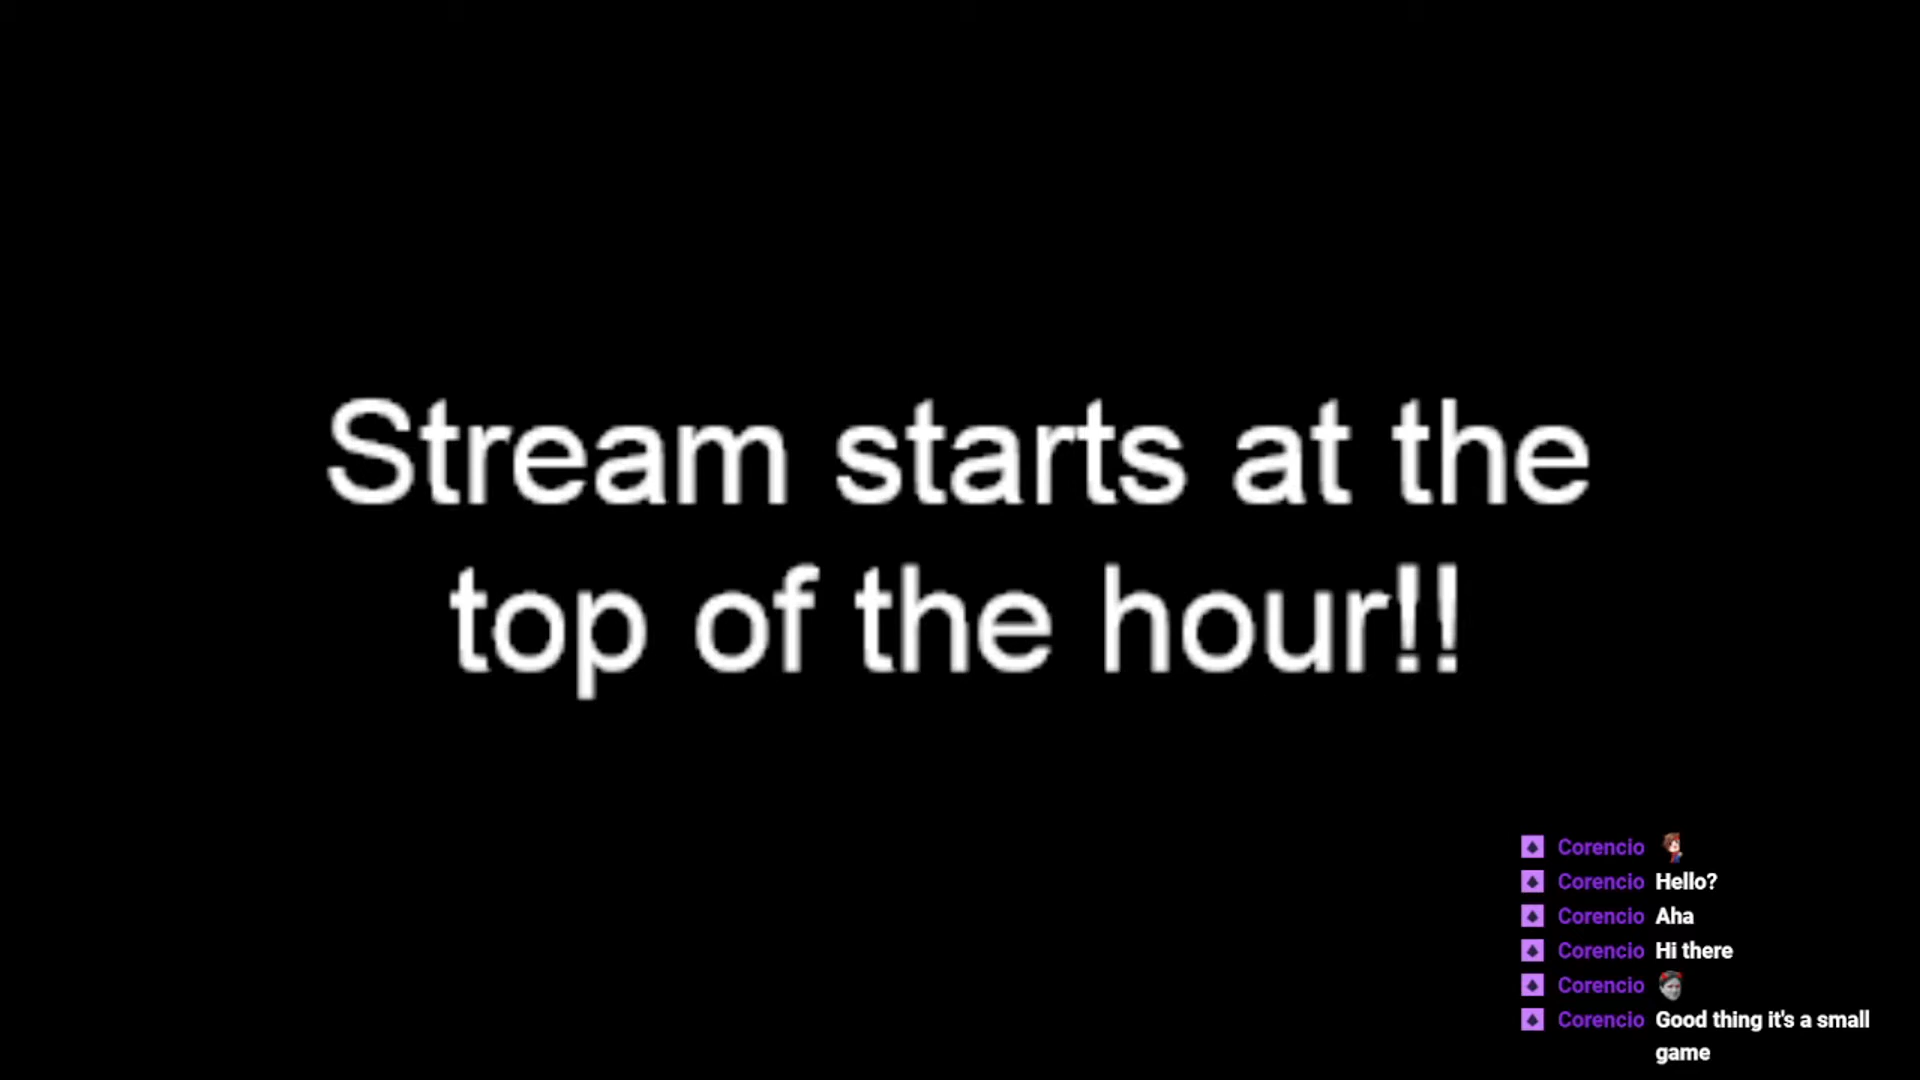 Stream starts at the
top of the hour!!
Corencio
Corencio Hello?
Corencio Aha
Corencio Hi there
Corencio
Corencio Good thing it's a small
game